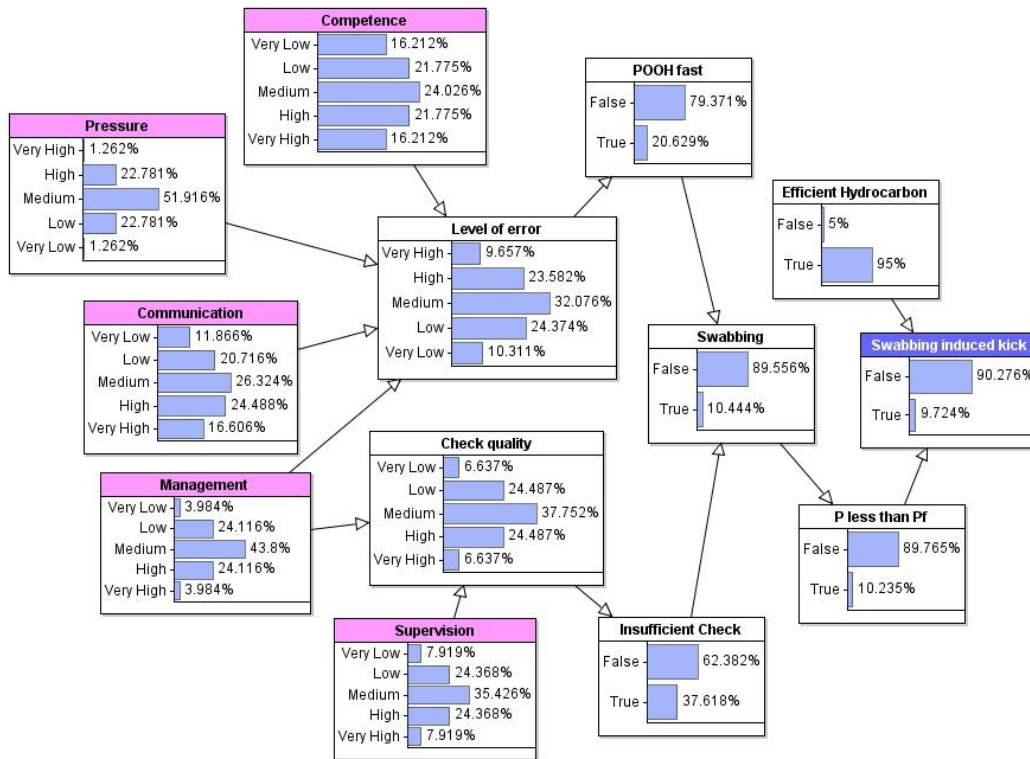 Competence
Very Low 16.212%
Low 21.775%
Medium 24.026%
High 21.775%
Very High 16.212%
POOH fast
False 79.371%
True 20.629%
Pressure
Very High 1.262%
High 22.781%
Medium 51.916%
Low 22.781%
Very Low 1.262%
Efficient Hydrocarbon
False 5%
True 95%
Level of error
Very High 9.657%
High 23.582%
Medium 32.076%
Low 24.374%
Very Low 10.311%
Communication
Very Low 11.866%
Low 20.716%
Medium 26.324%
High 24.488%
Very High 16.606%
Swabbing
False 89.556%
True 10.444%
Swabbing induced kick
False 90.276%
True 9.724%
Check quality
Very Low 6.637%
Low 24.487%
Medium 37.752%
High 24.487%
Very High 6.637%
Management
Very Low 3.984%
Low 24.116%
Medium 43.8%
High 24.116%
Very High 3.984%
P less than Pf
False 89.765%
True 10.235%
Supervision
Very Low 7.919%
Low 24.368%
Medium 35.426%
High 24.368%
Very High 7.919%
Insufficient Check
False 62.382%
True 37.618%